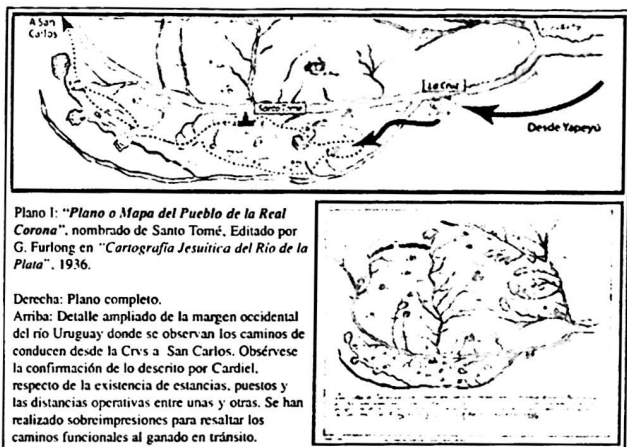 A San
Carlos
Santo Tomé
La Cruz
Desde Yapeyú
Plano 1: "Plano o Mapa del Pueblo de la Real
Corona", nombrado de Santo Tomé. Editado por
G. Furlong en "Cartografía Jesuítica del Río de la
Plata". 1936.
Derecha: Plano completo.
Arriba: Detalle ampliado de la margen occidental
del río Uruguay donde se observan los caminos de
conducen desde la Crvs a San Carlos. Obsérvese
la confirmación de lo descrito por Cardiel,
respecto de la existencia de estancias, puestos y
las distancias operativas entre unas y otras. Se han
realizado sobreimpresiones para resaltar los
caminos funcionales al ganado en tránsito.